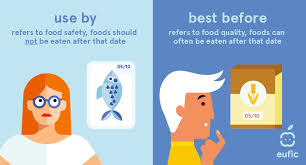 use by
refers to food safety, foods should
not be eaten after that date
05/10
best before
refers to food quality, foods can
often be eaten after that date
05/10
eufic